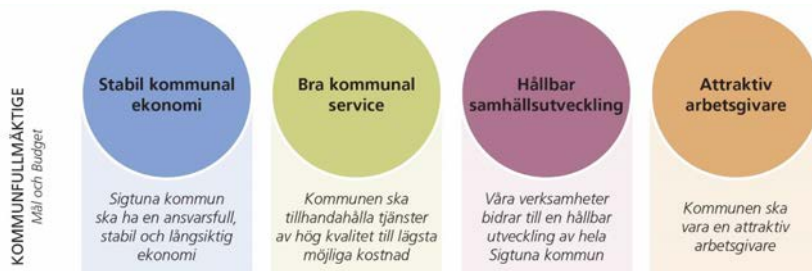 KOMMUNFULLMÄKTIGE
Mål och Budget
Stabil kommunal
ekonomi
Sigtuna kommun
ska ha en ansvarsfull,
stabil och långsiktig
ekonomi
Bra kommunal
service
Kommunen ska
tillhandahålla tjänster
av hög kvalitet till lägsta
möjliga kostnad
Hållbar
samhällsutveckling
Våra verksamheter
bidrar till en hållbar
utveckling av hela
Sigtuna kommun
Attraktiv
arbetsgivare
Kommunen ska
vara en attraktiv
arbetsgivare